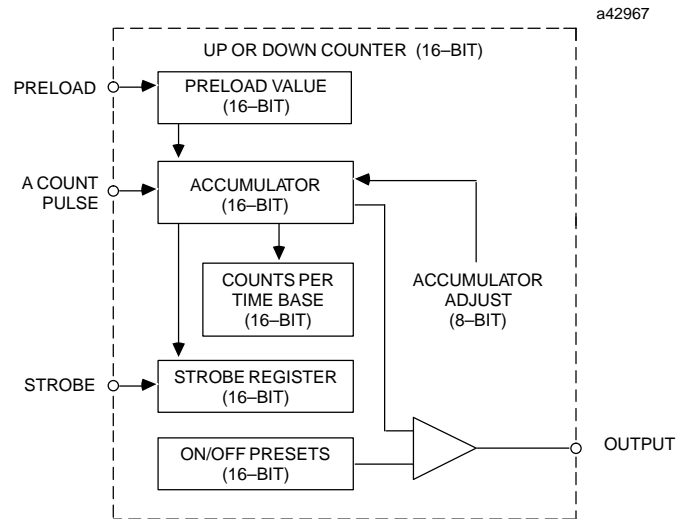 a42967
UP OR DOWN COUNTER (16–BIT)
PRELOAD
PRELOAD VALUE
(16–BIT)
A COUNT
PULSE
ACCUMULATOR
(16–BIT)
COUNTS PER
TIME BASE
(16–BIT)
ACCUMULATOR
ADJUST
(8–BIT)
STROBE
STROBE REGISTER
(16–BIT)
ON/OFF PRESETS
(16–BIT)
OUTPUT